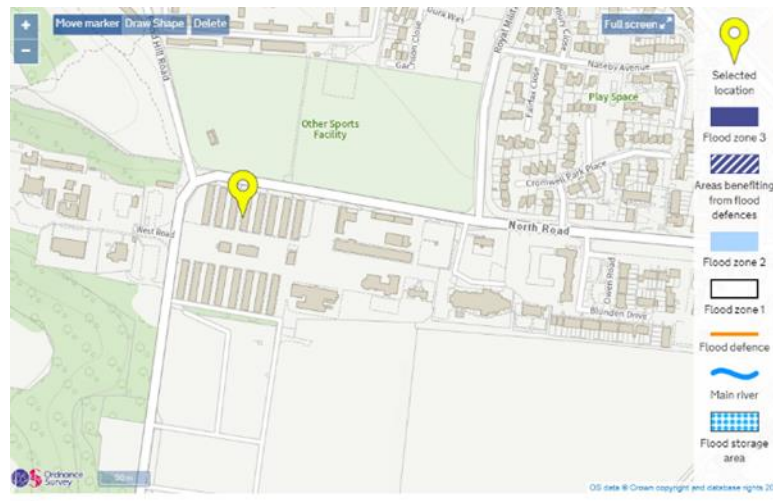 +
−
Move marker
Draw Shape
Delete
Full screen
d Hill Road
Royal Milit
Naseby Avenue
Fairfax Close
Play Space
Other Sports
Facility
Cromwell Park Place
North Road
West Road
Owen Road
Blunden Drive
Ordnance
Survey
OS data © Crown copyright and database rights 20
Selected
location
Flood zone 3
Areas benefiting
from flood
defences
Flood zone 2
Flood zone 1
Flood defence
Main river
Flood storage
area